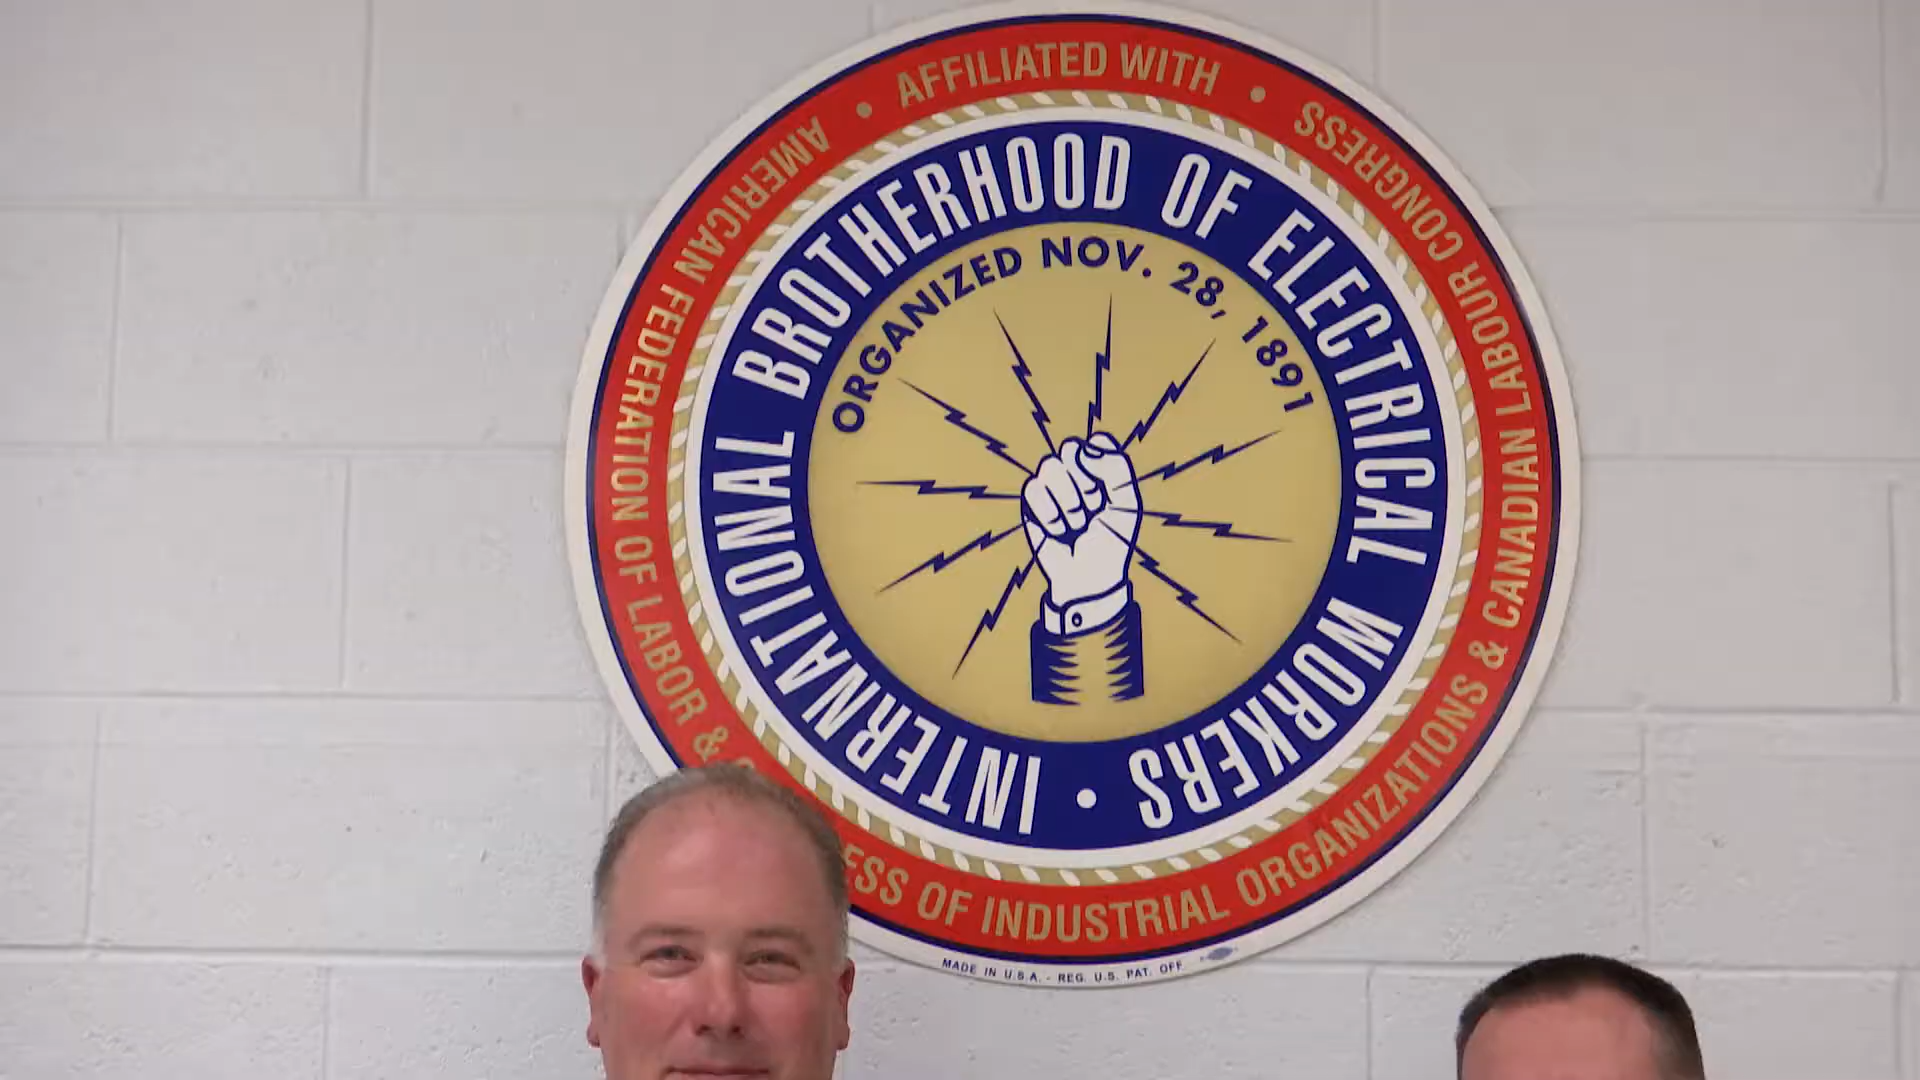 AFFILIATED WITH • AMERICAN FEDERATION OF LABOR & ESS OF INDUSTRIAL ORGANIZATIONS & CANADIAN LABOUR CONGRESS •
INTERNATIONAL BROTHERHOOD OF ELECTRICAL WORKERS •
ORGANIZED NOV. 28, 1891
MADE IN U.S.A. - REG. U.S. PAT. OFF.